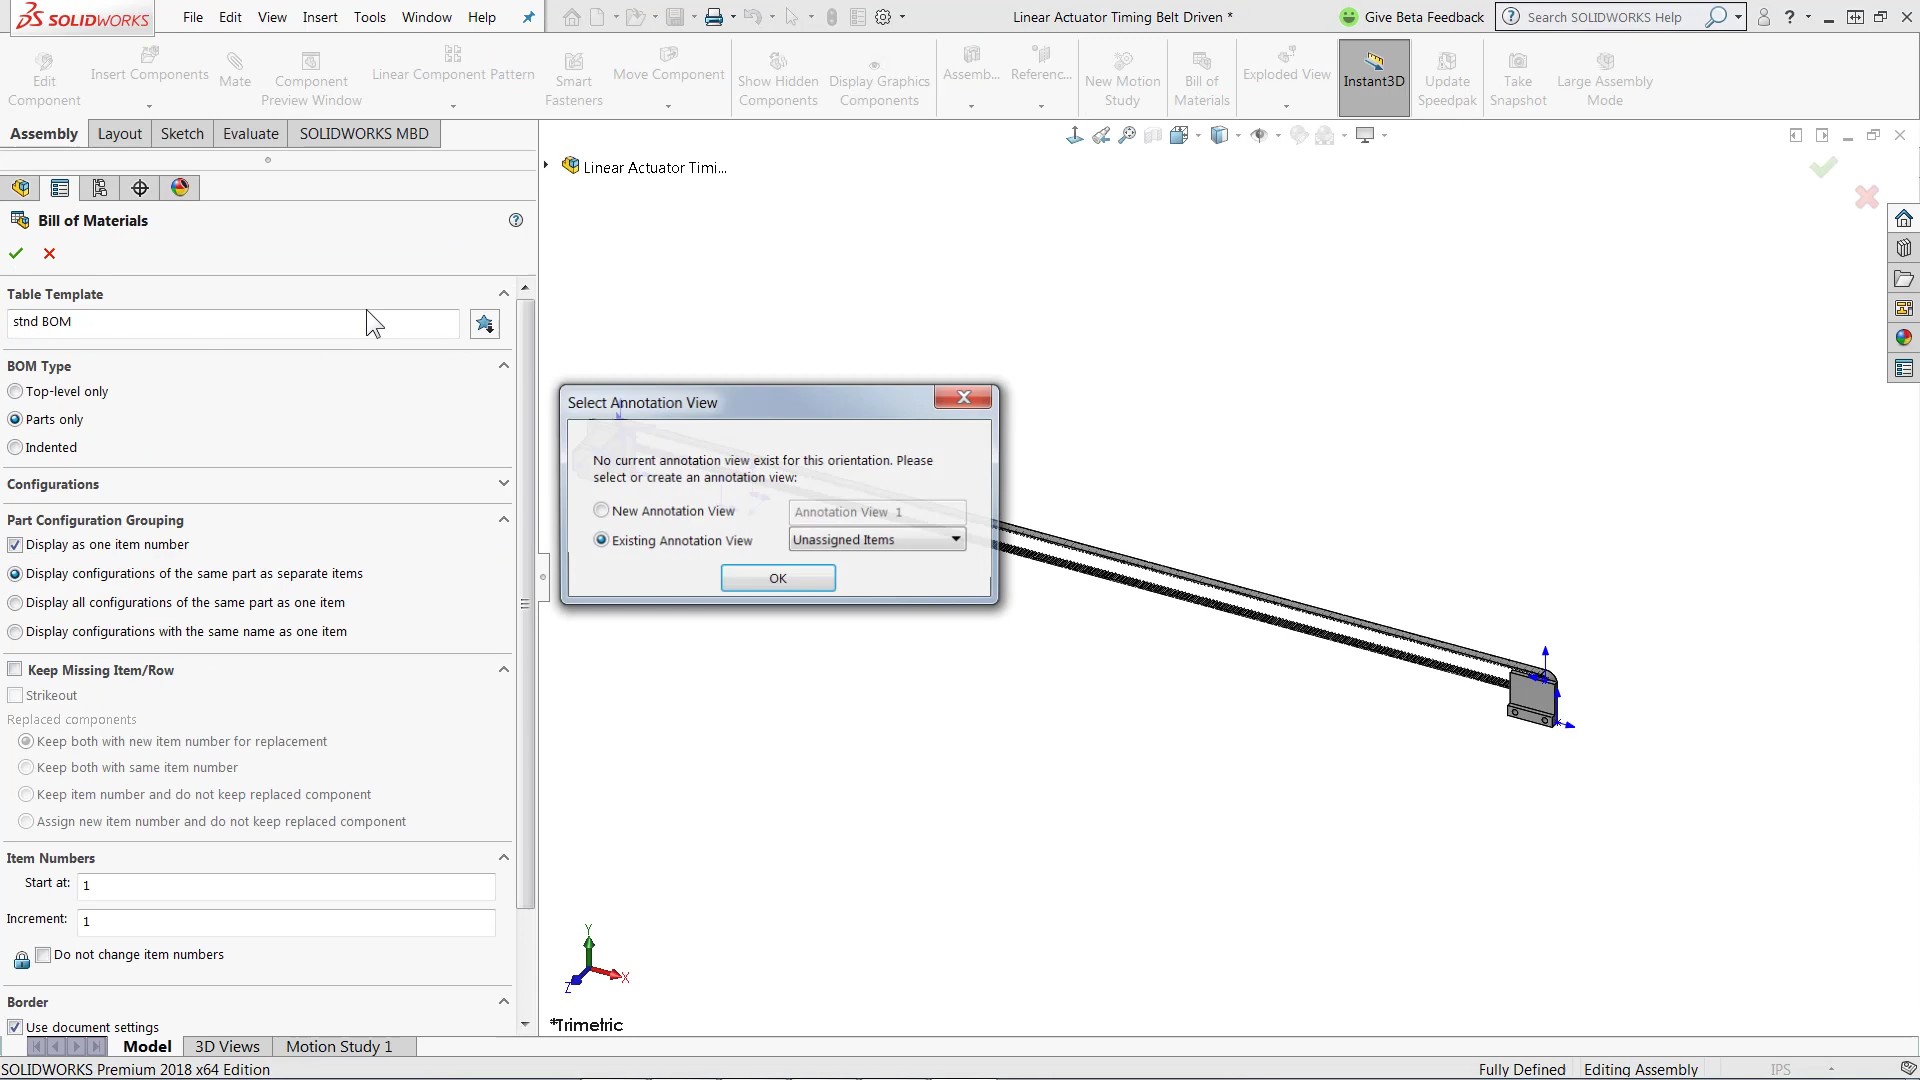 SOLIDWORKS File Edit View Insert Tools Window Help Linear Actuator Timing Belt Driven * Give Beta Feedback Search SOLIDWORKS Help
Edit Component
Insert Components
Mate
Component Preview Window
Linear Component Pattern
Smart Fasteners
Move Component
Show Hidden Components
Display Graphics Components
Assemb...
Referenc...
New Motion Study
Bill of Materials
Exploded View
Instant3D
Update Speedpak
Take Snapshot
Large Assembly Mode
Assembly Layout Sketch Evaluate SOLIDWORKS MBD
Linear Actuator Timi...
Bill of Materials
Table Template
stnd BOM
BOM Type
Top-level only
Parts only
Indented
Configurations
Part Configuration Grouping
Display as one item number
Display configurations of the same part as separate items
Display all configurations of the same part as one item
Display configurations with the same name as one item
Keep Missing Item/Row
Strikeout
Replaced components
Keep both with new item number for replacement
Keep both with same item number
Keep item number and do not keep replaced component
Assign new item number and do not keep replaced component
Item Numbers
Start at: 1
Increment: 1
Do not change item numbers
Border
Use document settings
Select Annotation View
X
No current annotation view exist for this orientation. Please
select or create an annotation view:
New Annotation View Annotation View 1
Existing Annotation View Unassigned Items
OK
Y
X
Z
*Trimetric
Model 3D Views Motion Study 1
SOLIDWORKS Premium 2018 x64 Edition Fully Defined Editing Assembly IPS